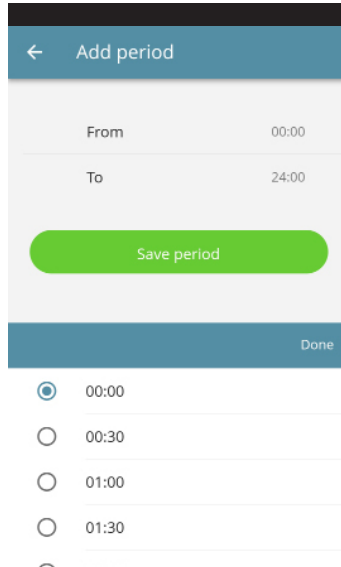 Add period
From 00:00
To 24:00
Save period
Done
00:00
00:30
01:00
01:30